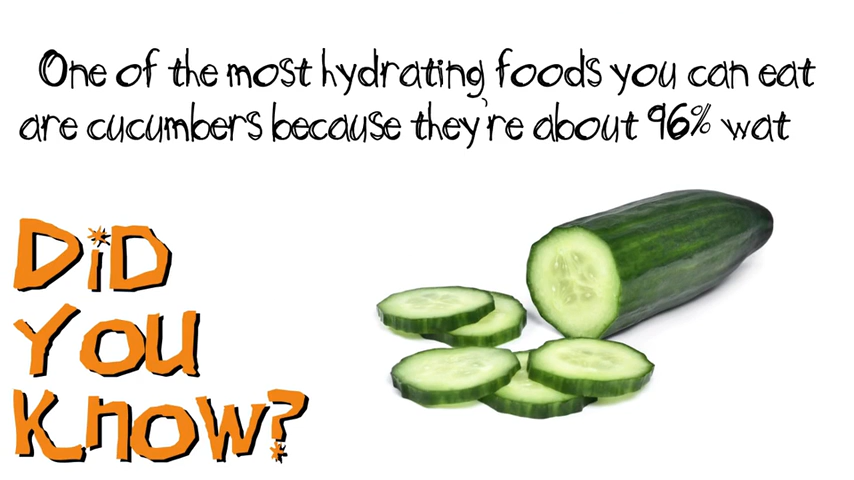 One of the most hydrating foods you can eat
are cucumbers because they're about 96% wat
DiD
You
Know?